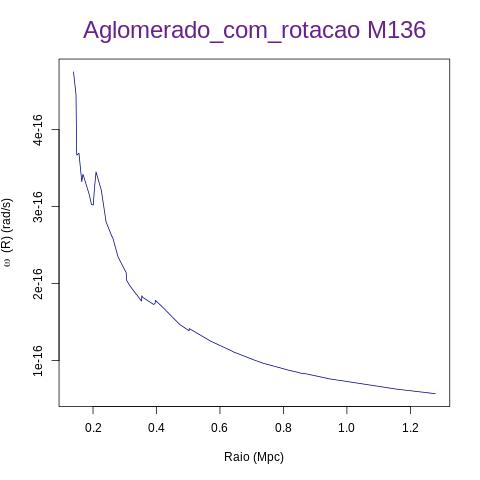 Aglomerado_com_rotacao M136
4e-16
3e-16
2e-16
1e-16
ω (R) (rad/s)
0.2 0.4 0.6 0.8 1.0 1.2
Raio (Mpc)